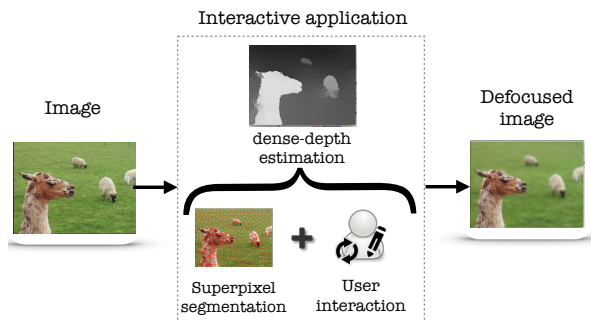 Interactive application
Image
dense-depth
estimation
Superpixel
segmentation
User
interaction
Defocused
image